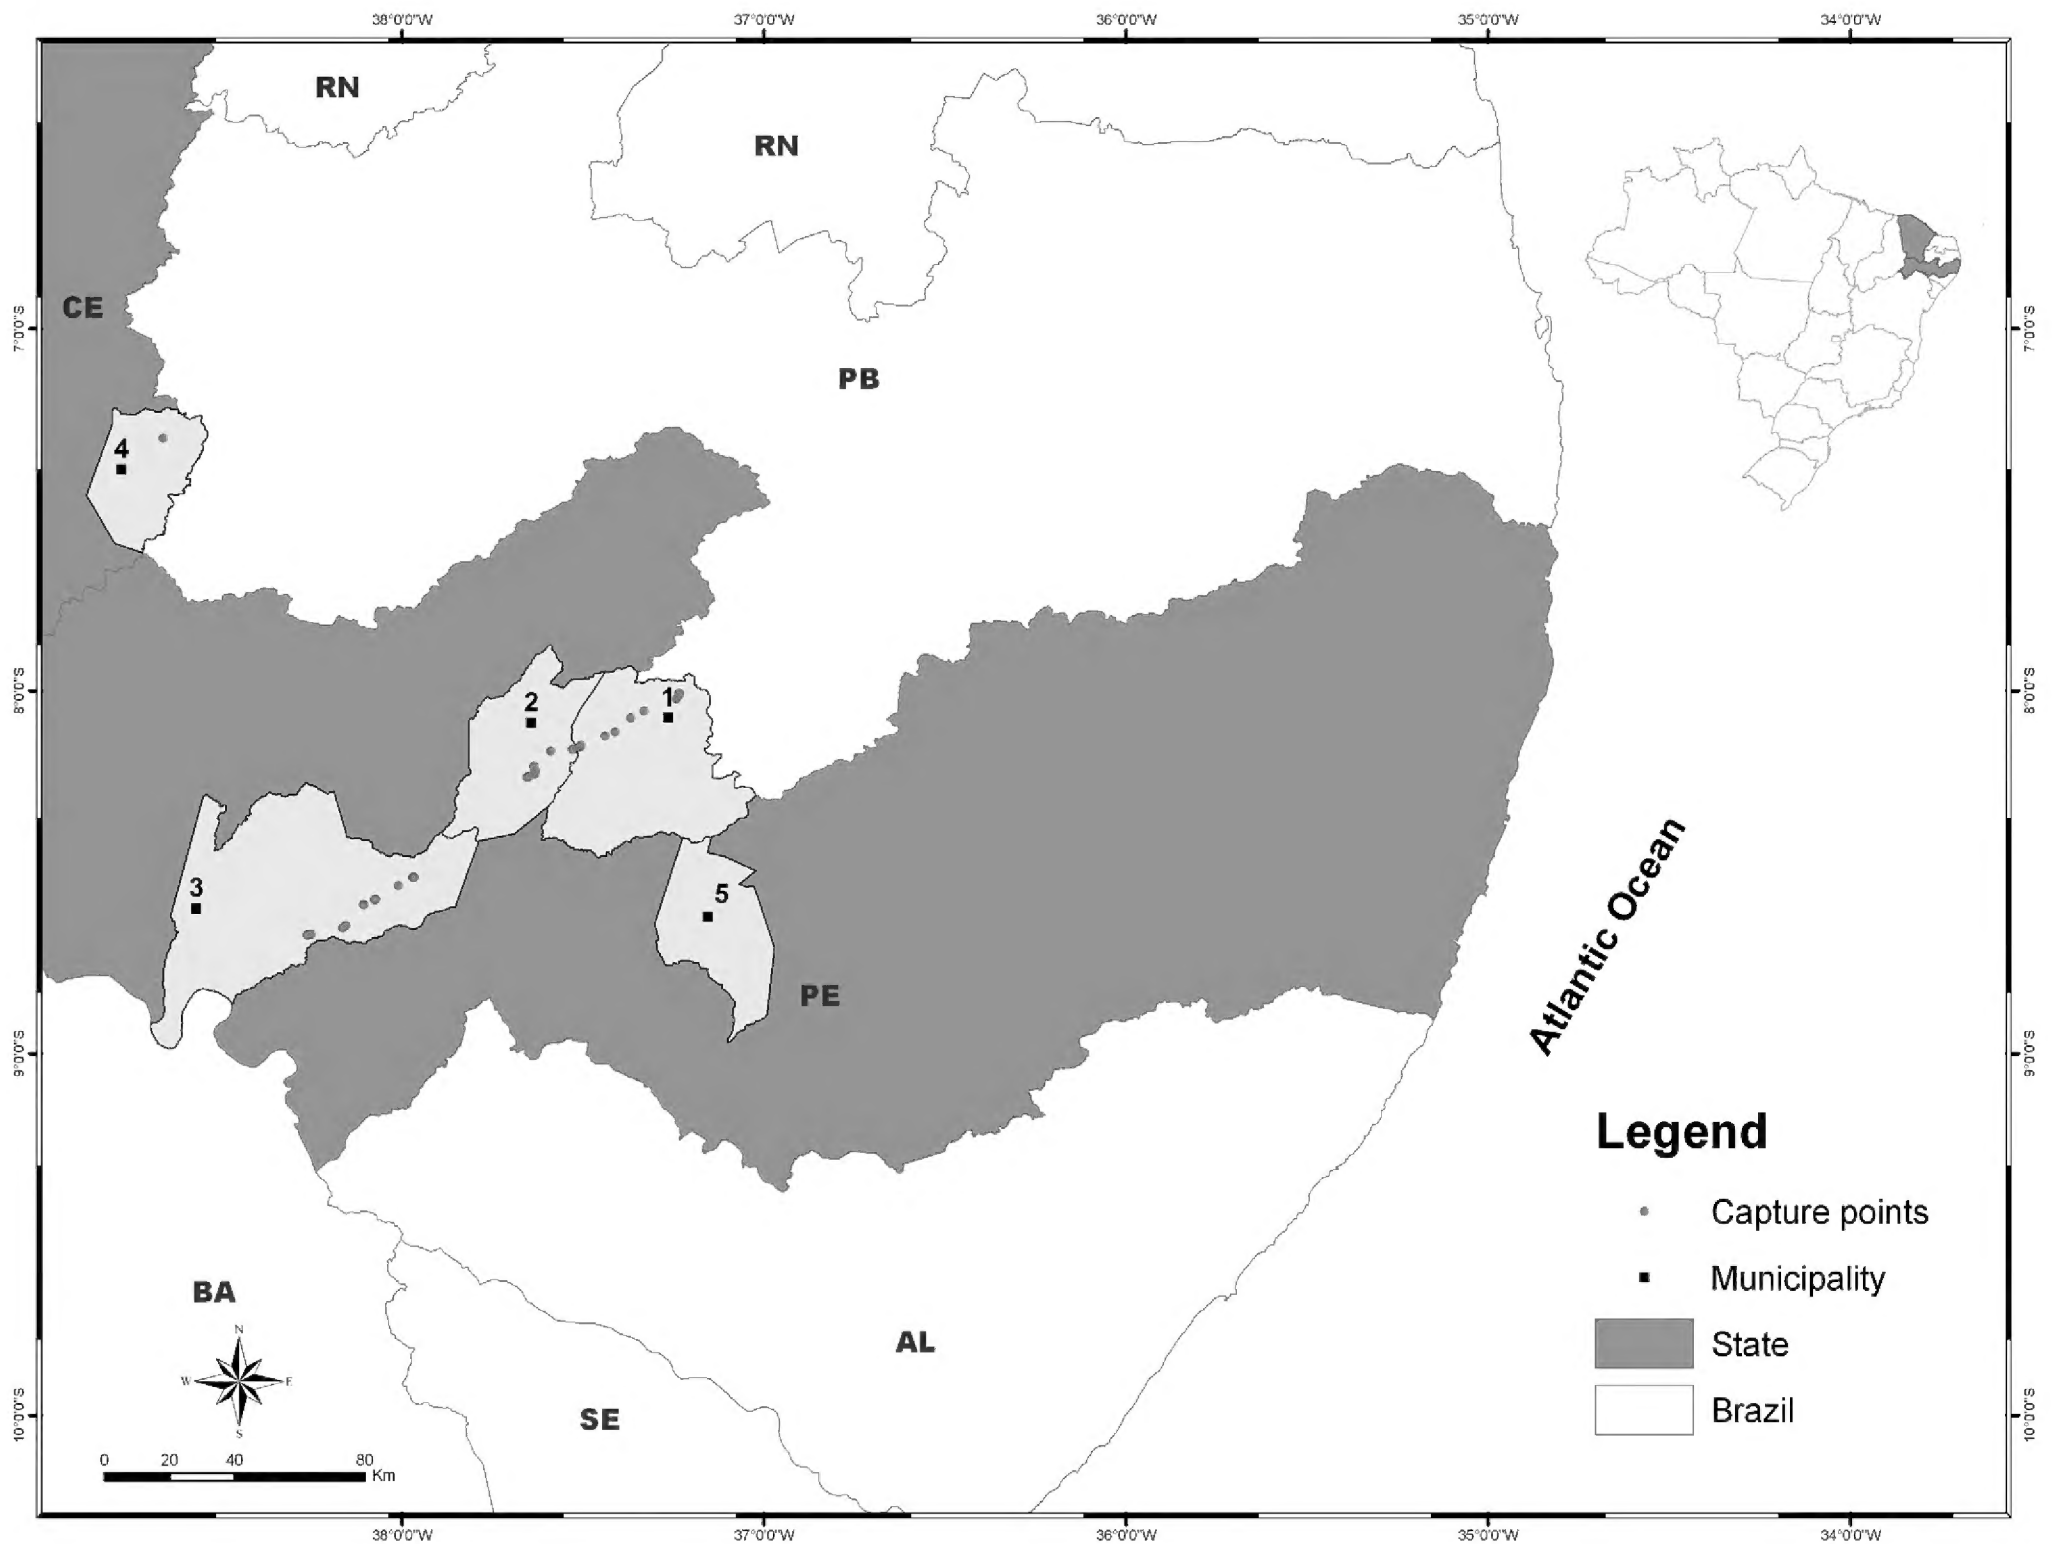 38°0'0"W 37°0'0"W 36°0'0"W 35°0'0"W 34°0'0"W
RN
RN
CE
7°0'0"S 7°0'0"S
PB
4
8°0'0"S 8°0'0"S
2 1
3
5
PE
Atlantic Ocean
9°0'0"S 9°0'0"S
Legend
Capture points
Municipality
State
Brazil
BA
AL
SE
N
W E
S
10°0'0"S 10°0'0"S
0 20 40 80
Km
38°0'0"W 37°0'0"W 36°0'0"W 35°0'0"W 34°0'0"W